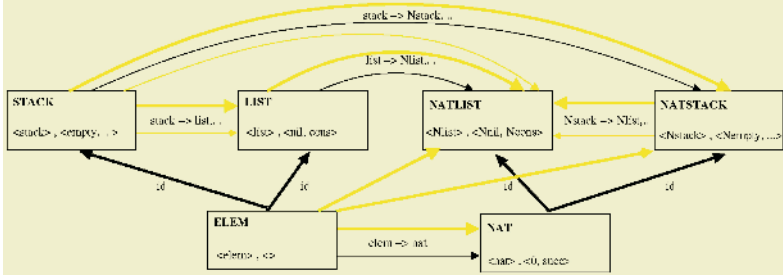 stack -> Nstack, ..
list -> Nlist, ..
STACK
LIST
NATLIST
NATSTACK
stack -> list, ..
Nstack -> Nlist, ..
<stack> , <empty, .. >
<list> , <nil, cons>
<Nlist> , <Nnil, Ncons>
<Nstack> , <Nempty, ...>
id
id
id
id
ELEM
NAT
elem -> nat
<elem> , <>
<nat> , <0, succ>